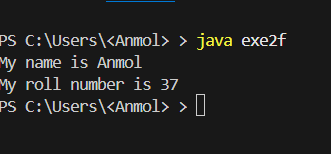 PS C:\Users\<Anmol> > java exe2f
My name is Anmol
My roll number is 37
PS C:\Users\<Anmol> >